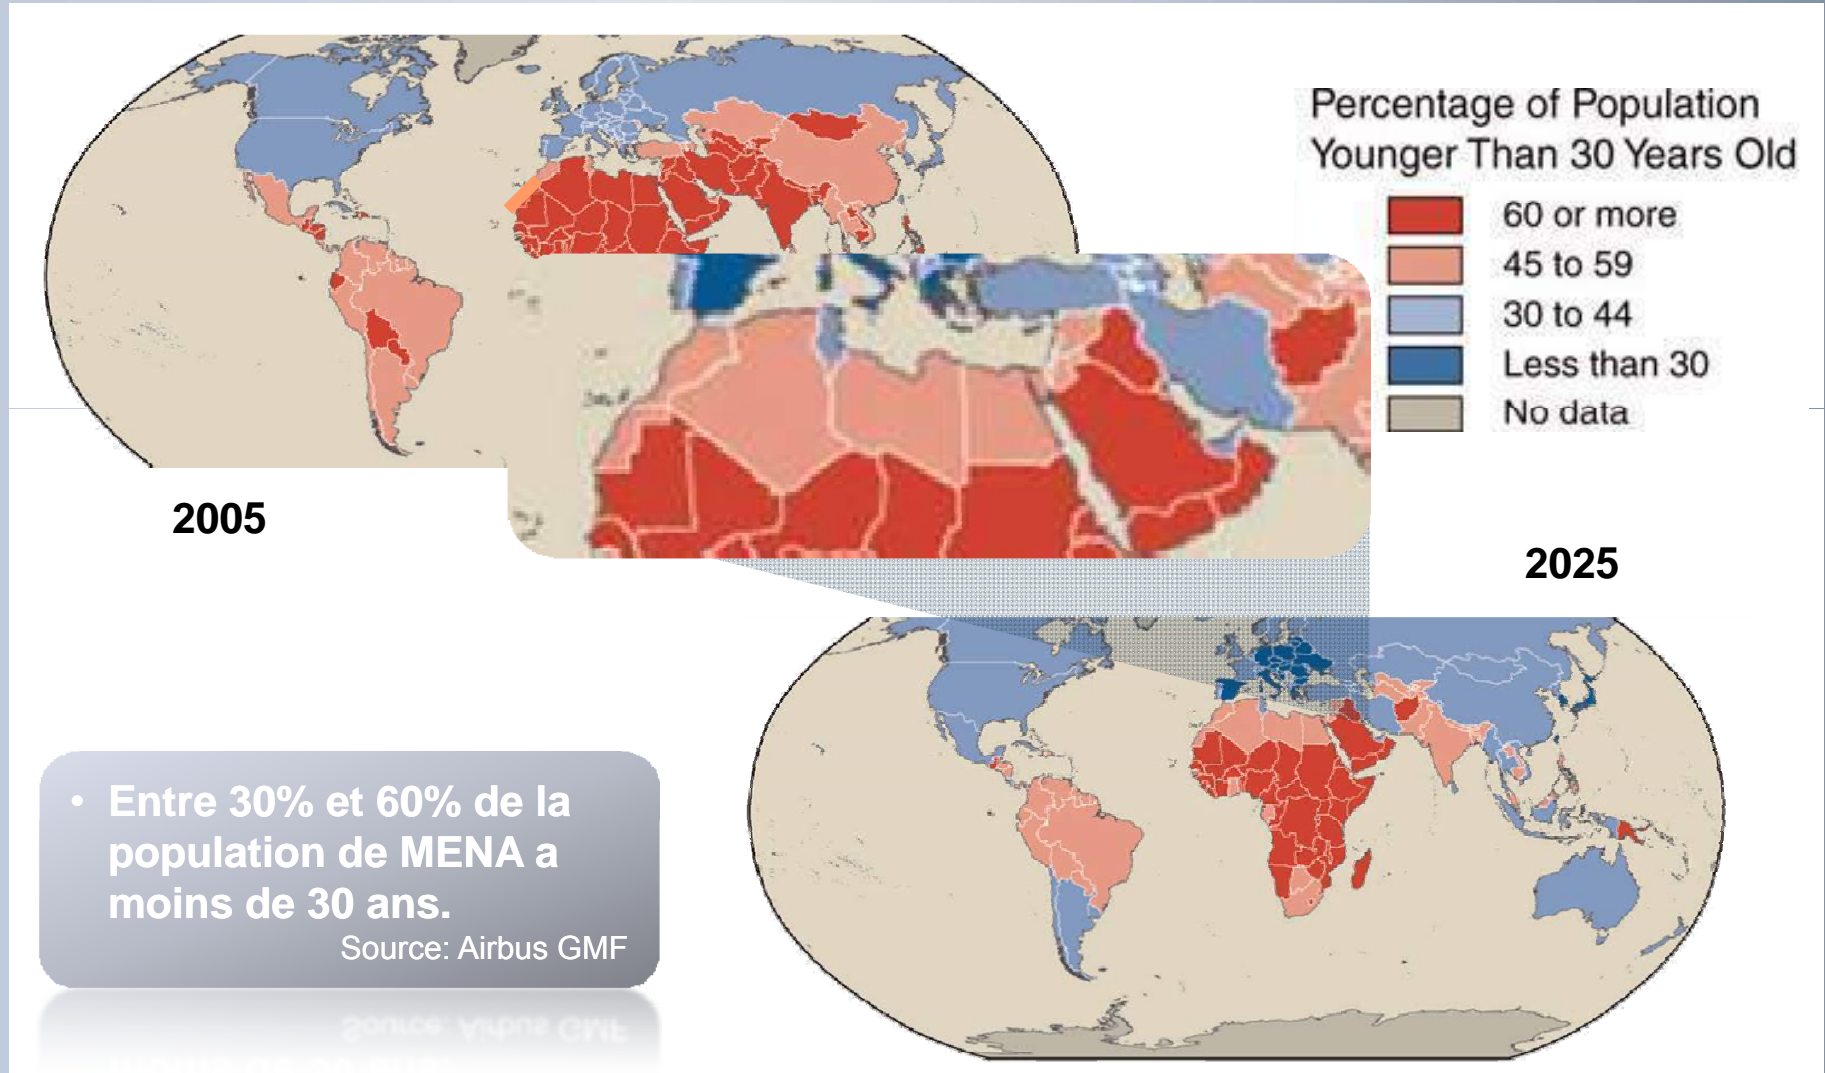 Percentage of Population
Younger Than 30 Years Old
60 or more
45 to 59
30 to 44
Less than 30
No data
2005
2025
• Entre 30% et 60% de la
population de MENA a
moins de 30 ans.
Source: Airbus GMF